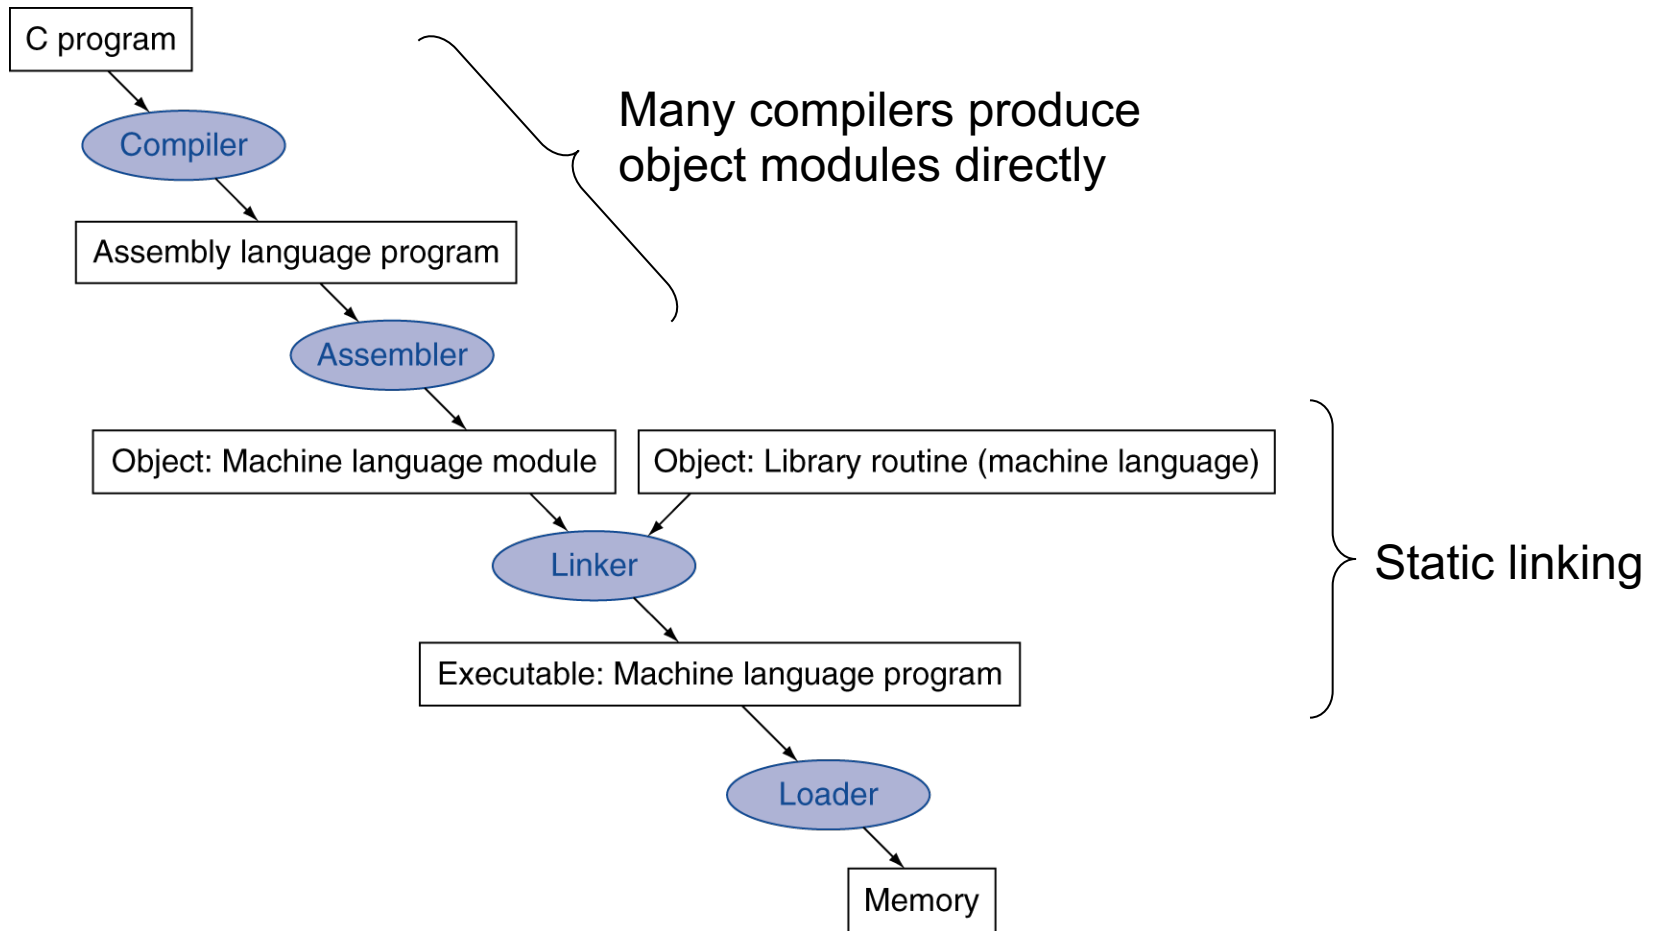 C program
Many compilers produce
object modules directly
Compiler
Assembly language program
Assembler
Object: Machine language module
Object: Library routine (machine language)
Linker
Static linking
Executable: Machine language program
Loader
Memory